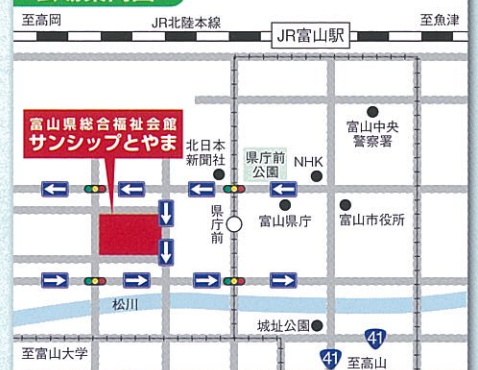 至高岡
JR北陸本線
至魚津
JR富山駅
富山県総合福祉会館
サンシップとやま
富山中央
警察署
北日本
新聞社
県庁前
公園
NHK
県庁前
富山県庁
富山市役所
松川
城址公園
41
至富山大学
41
至高山